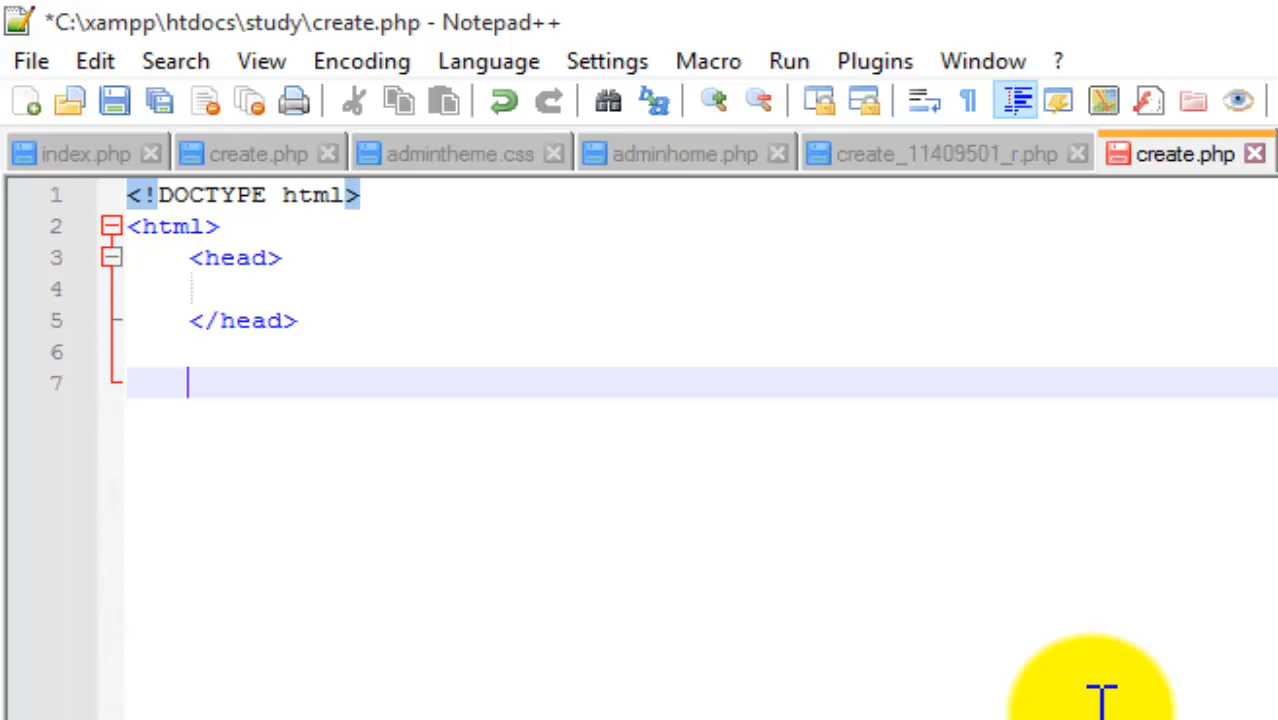 *C:\xampp\htdocs\study\create.php - Notepad++
File Edit Search View Encoding Language Settings Macro Run Plugins Window ?
index.php create.php admintheme.css adminhome.php create_11409501_r.php create.php
1 <!DOCTYPE html>
2 <html>
3 <head>
4
5 </head>
6
7